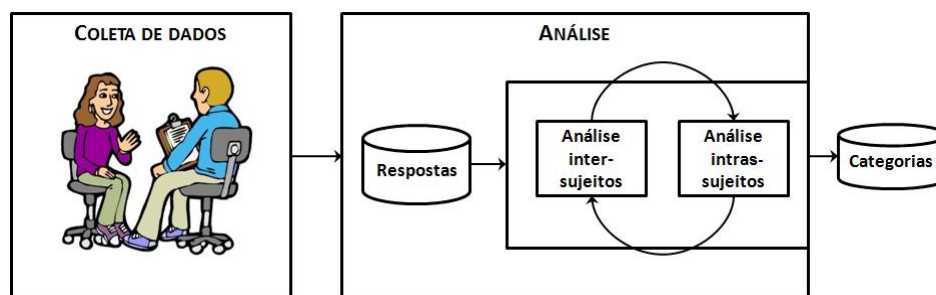 COLETA DE DADOS
ANÁLISE
Respostas
Análise
inter-
sujeitos
Análise
intras-
sujeitos
Categorias